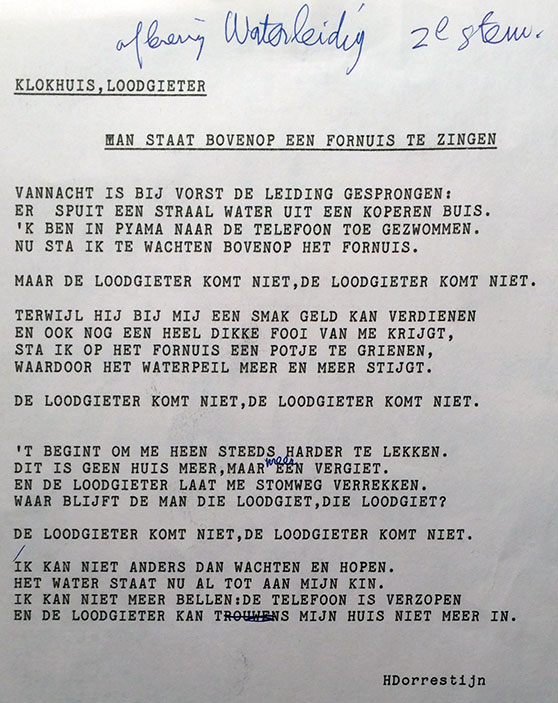 aflevering Waterleiding 2e stem.
KLOKHUIS,LOODGIETER
MAN STAAT BOVENOP EEN FORNUIS TE ZINGEN
VANNACHT IS BIJ VORST DE LEIDING GESPRONGEN:
ER SPUIT EEN STRAAL WATER UIT EEN KOPEREN BUIS.
'K BEN IN PYAMA NAAR DE TELEFOON TOE GEZWOMMEN.
NU STA IK TE WACHTEN BOVENOP HET FORNUIS.
MAAR DE LOODGIETER KOMT NIET,DE LOODGIETER KOMT NIET.
TERWIJL HIJ BIJ MIJ EEN SMAK GELD KAN VERDIENEN
EN OOK NOG EEN HEEL DIKKE FOOI VAN ME KRIJGT,
STA IK OP HET FORNUIS EEN POTJE TE GRIENEN,
WAARDOOR HET WATERPEIL MEER EN MEER STIJGT.
DE LOODGIETER KOMT NIET,DE LOODGIETER KOMT NIET.
'T BEGINT OM ME HEEN STEEDS HARDER TE LEKKEN.
DIT IS GEEN HUIS MEER,MAAR meer EEN VERGIET.
EN DE LOODGIETER LAAT ME STOMWEG VERREKKEN.
WAAR BLIJFT DE MAN DIE LOODGIET,DIE LOODGIET?
DE LOODGIETER KOMT NIET,DE LOODGIETER KOMT NIET.
IK KAN NIET ANDERS DAN WACHTEN EN HOPEN.
HET WATER STAAT NU AL TOT AAN MIJN KIN.
IK KAN NIET MEER BELLEN:DE TELEFOON IS VERZOPEN
EN DE LOODGIETER KAN TROUWENS MIJN HUIS NIET MEER IN.
HDorrestijn